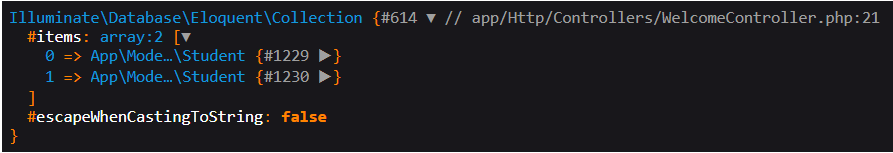 Illuminate\Database\Eloquent\Collection {#614 ▼ // app/Http/Controllers/WelcomeController.php:21
  #items: array:2 [▼
    0 => App\Mode…\Student {#1229 ▶}
    1 => App\Mode…\Student {#1230 ▶}
  ]
  #escapeWhenCastingToString: false
}